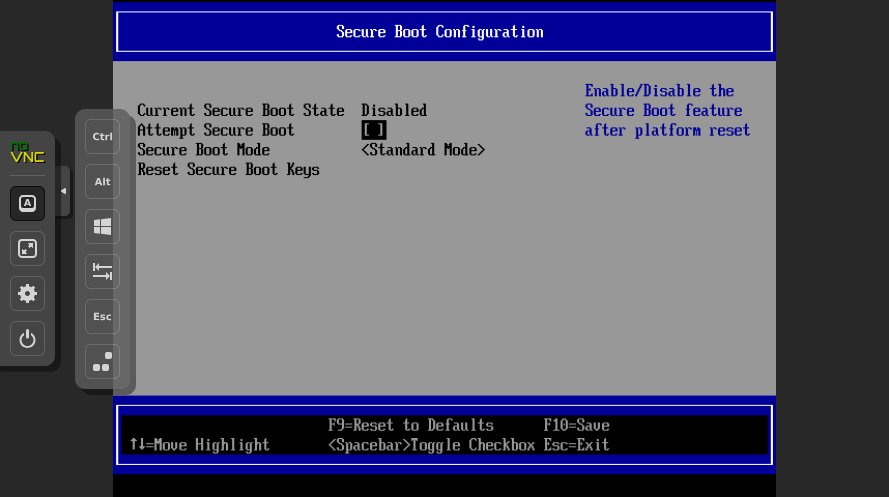 Secure Boot Configuration
Enable/Disable the
Current Secure Boot State Disabled Secure Boot feature
Attempt Secure Boot [ ] after platform reset
Secure Boot Mode <Standard Mode>
Reset Secure Boot Keys
no
VNC
A
Ctrl
Alt
Esc
F9=Reset to Defaults F10=Save
↑↓=Move Highlight <Spacebar>Toggle Checkbox Esc=Exit